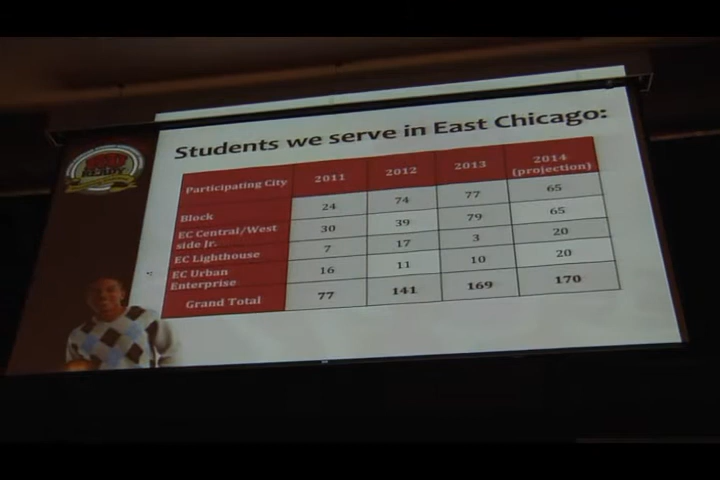 Students we serve in East Chicago:
Participating City 2011 2012 2013 2014 (projection)
Block 24 74 77 65
EC Central/West side Jr. 30 39 79 65
EC Lighthouse 7 17 3 20
EC Urban Enterprise 16 11 10 20
Grand Total 77 141 169 170